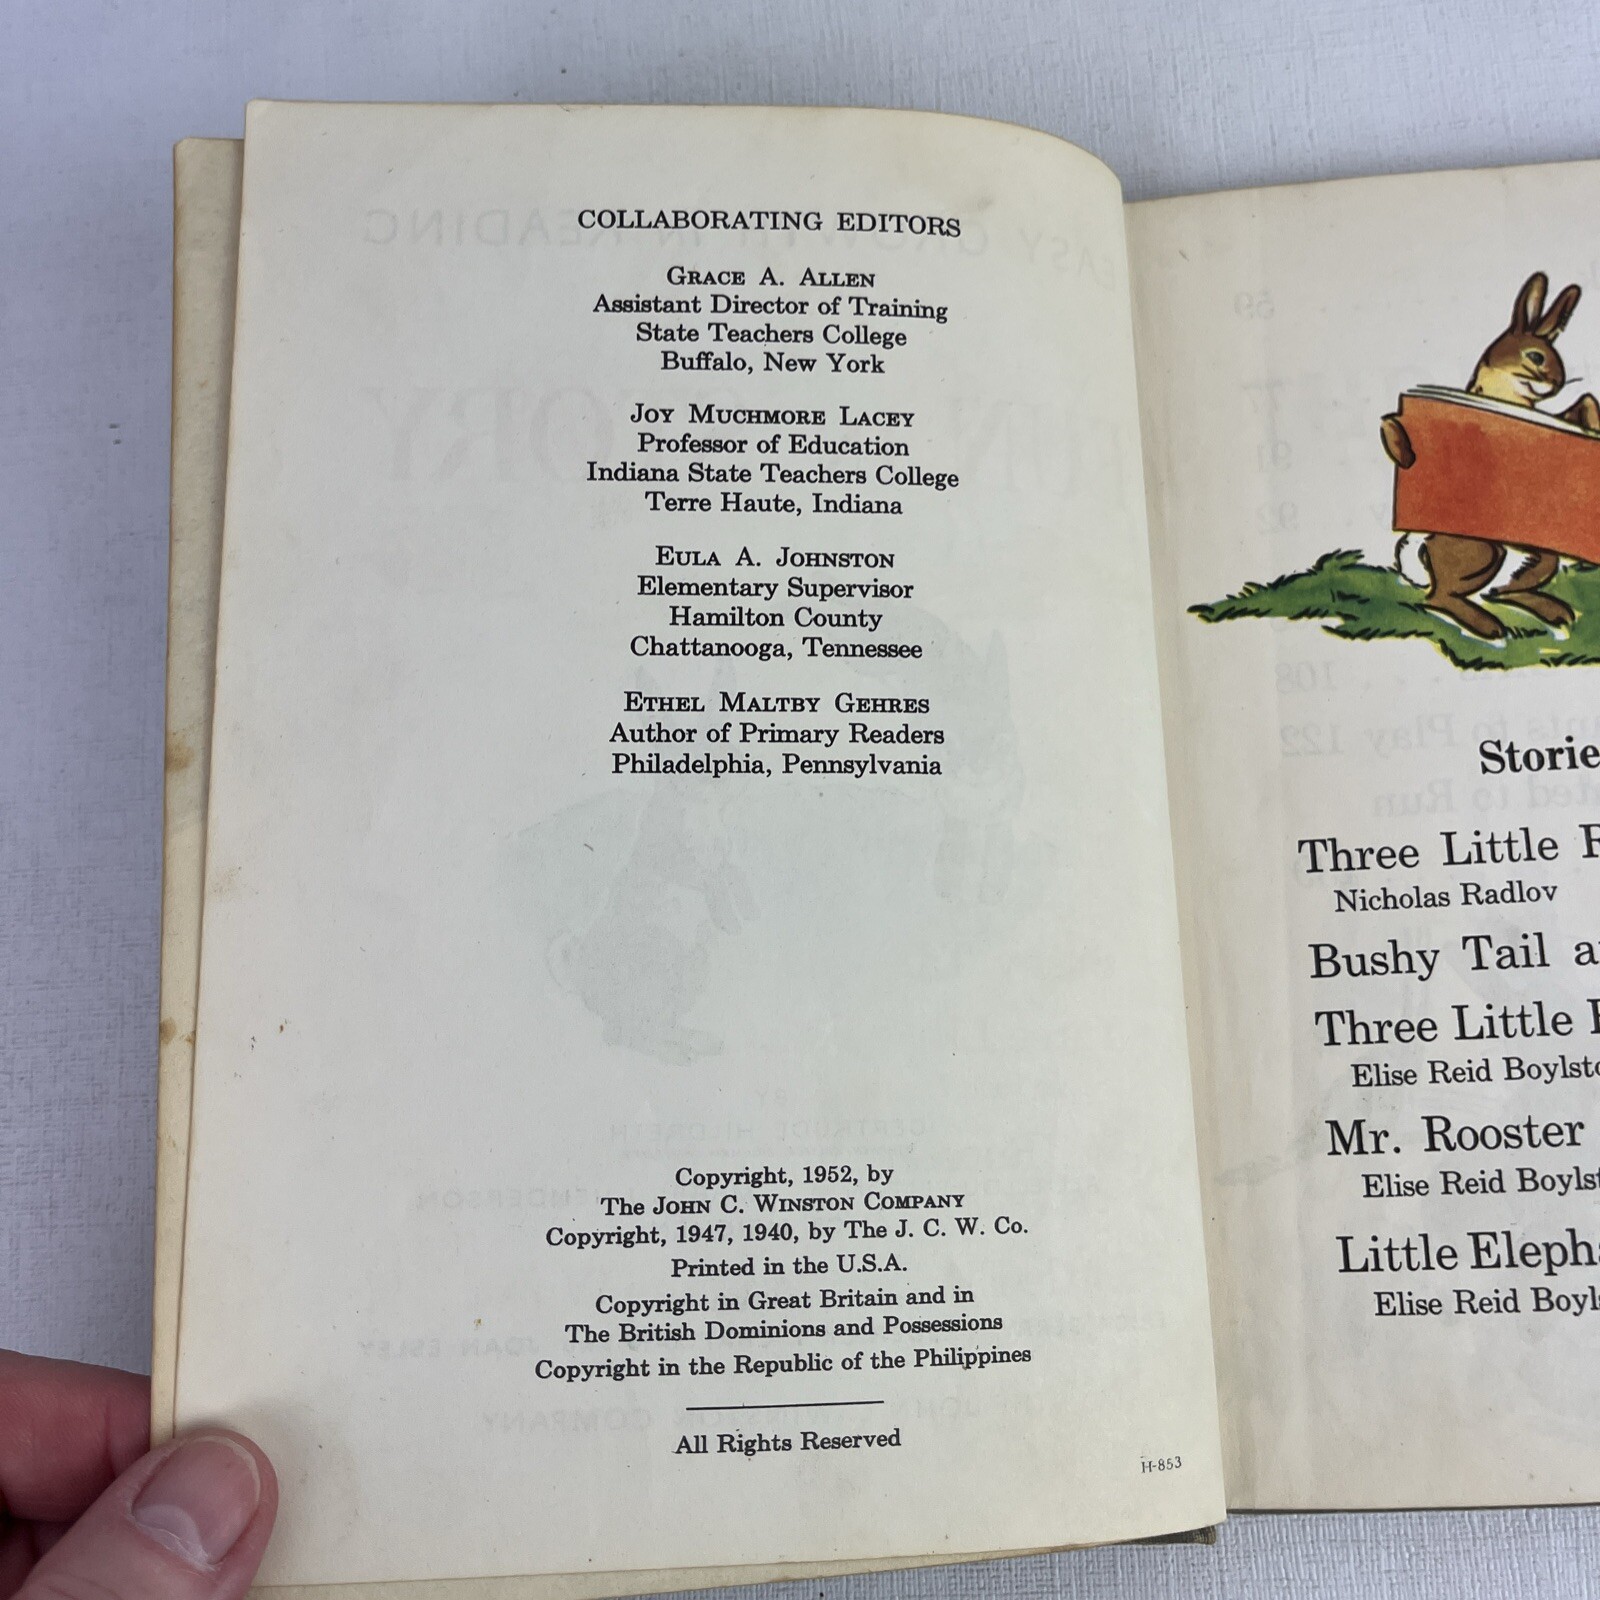 COLLABORATING EDITORS
GRACE A. ALLEN
Assistant Director of Training
State Teachers College
Buffalo, New York
JOY MUCHMORE LACEY
Professor of Education
Indiana State Teachers College
Terre Haute, Indiana
EULA A. JOHNSTON
Elementary Supervisor
Hamilton County
Chattanooga, Tennessee
ETHEL MALTBY GEHRES
Author of Primary Readers
Philadelphia, Pennsylvania
Copyright, 1952, by
The JOHN C. WINSTON COMPANY
Copyright, 1947, 1940, by The J. C. W. Co.
Printed in the U.S.A.
Copyright in Great Britain and in
The British Dominions and Possessions
Copyright in the Republic of the Philippines
All Rights Reserved
H-853
Storie
Three Little
Nicholas Radlov
Bushy Tail a
Three Little
Elise Reid Boylsto
Mr. Rooster
Elise Reid Boylst
Little Eleph
Elise Reid Boyl